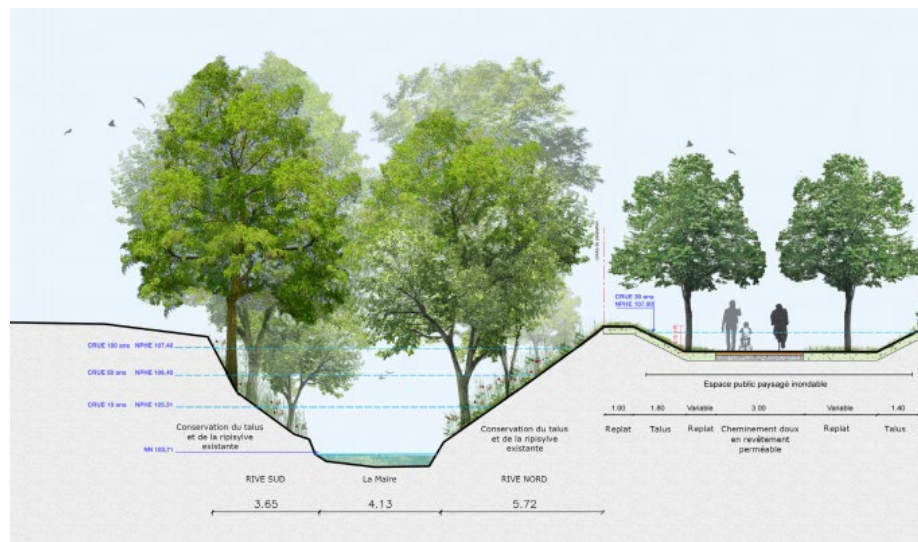 CRUE 30 ans
NPHE 107.90
CRUE 100 ans NPHE 107.40
CRUE 50 ans NPHE 106.40
CRUE 10 ans NPHE 105.51
NN 103,71
Conservation du talus
et de la ripisylve
existante
Conservation du talus
et de la ripisylve
existante
Espace public paysagé inondable
1.00 1.80 Variable 3.00 Variable 1.40
Replat Talus Replat Cheminement doux
en revêtement
perméable Replat Talus
RIVE SUD La Maire RIVE NORD
3.65 4.13 5.72